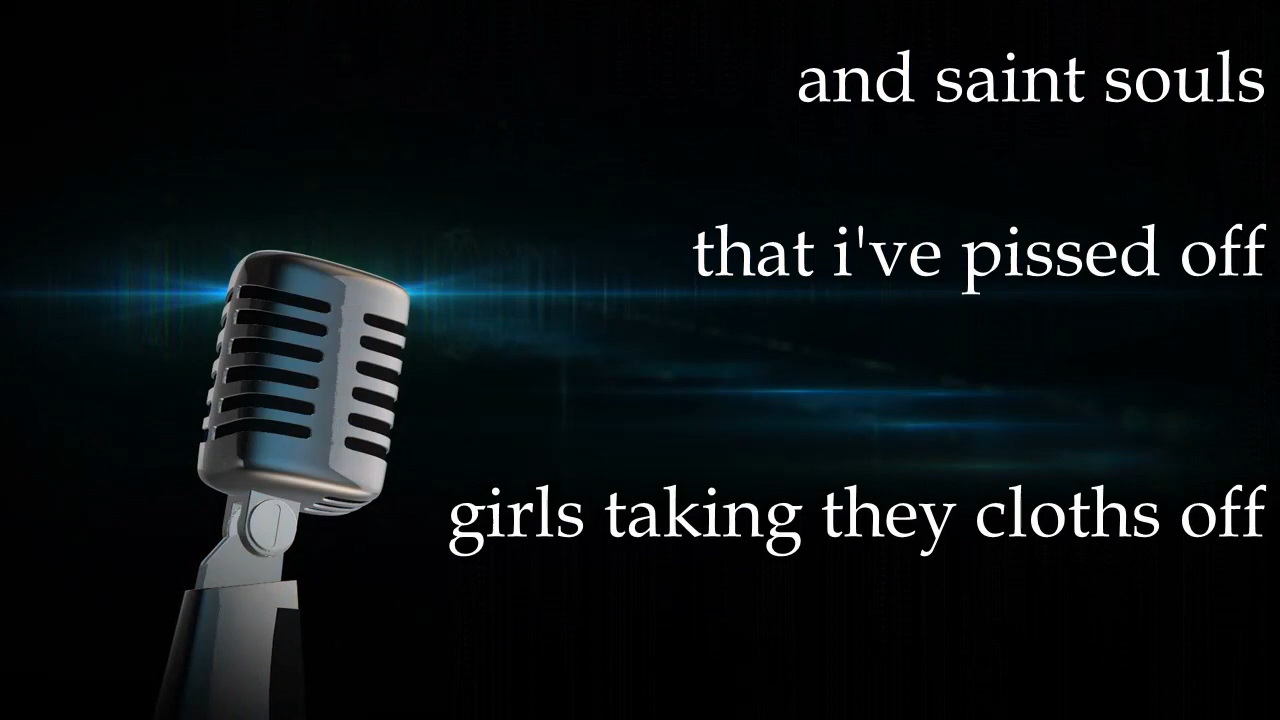 and saint souls
that i've pissed off
girls taking they cloths off